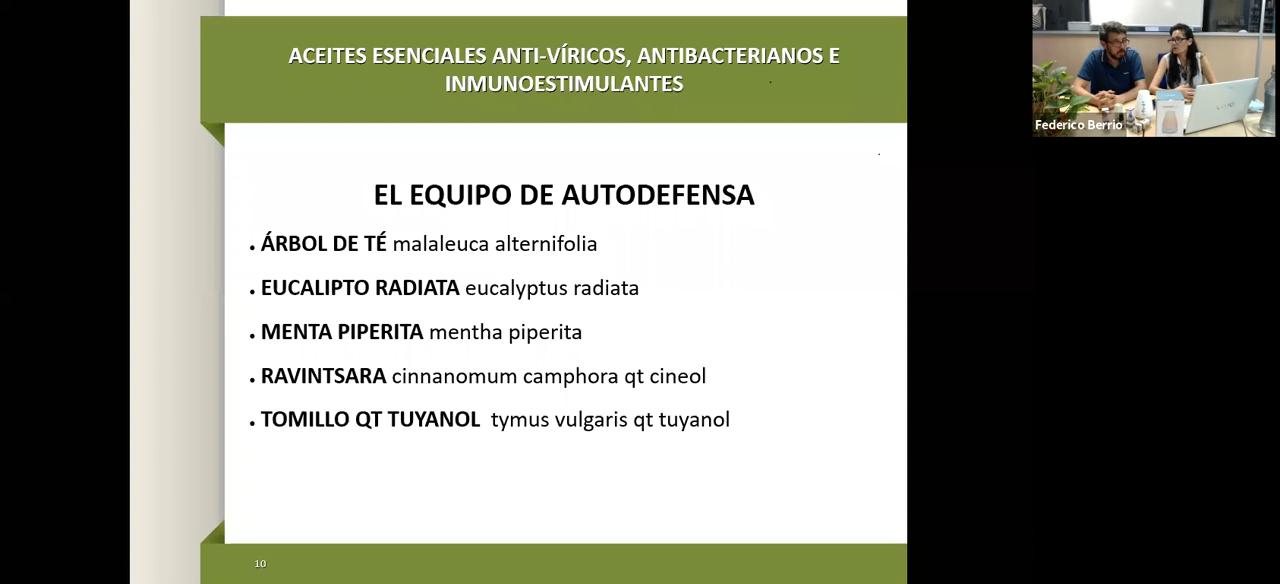 ACEITES ESENCIALES ANTI-VÍRICOS, ANTIBACTERIANOS E
INMUNOESTIMULANTES
EL EQUIPO DE AUTODEFENSA
• ÁRBOL DE TÉ malaleuca alternifolia
• EUCALIPTO RADIATA eucalyptus radiata
• MENTA PIPERITA mentha piperita
• RAVINTSARA cinnanomum camphora qt cineol
• TOMILLO QT TUYANOL tymus vulgaris qt tuyanol
10
Federico Berrio